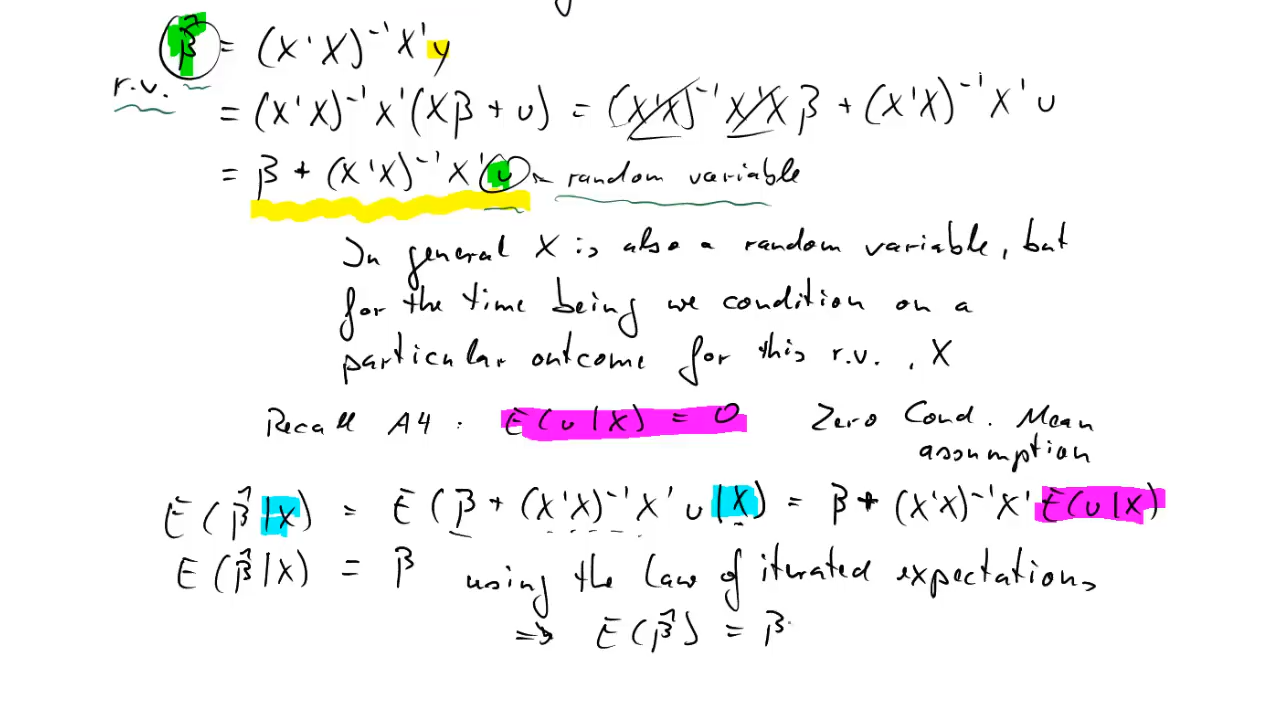 β̂ = (X'X)⁻¹X'y
r.v.
= (X'X)⁻¹X'(Xβ + u) = (X'X)⁻¹X'Xβ + (X'X)⁻¹X'u
= β + (X'X)⁻¹X'u random variable
In general X is also a random variable, but
for the time being we condition on a
particular outcome for this r.v., X
Recall A4: E(u|X) = 0 Zero Cond. Mean
assumption
E(β̂|X) = E(β + (X'X)⁻¹X'u|X) = β + (X'X)⁻¹X'E(u|X)
E(β̂|X) = β using the law of iterated expectations
⇒ E(β̂) = β